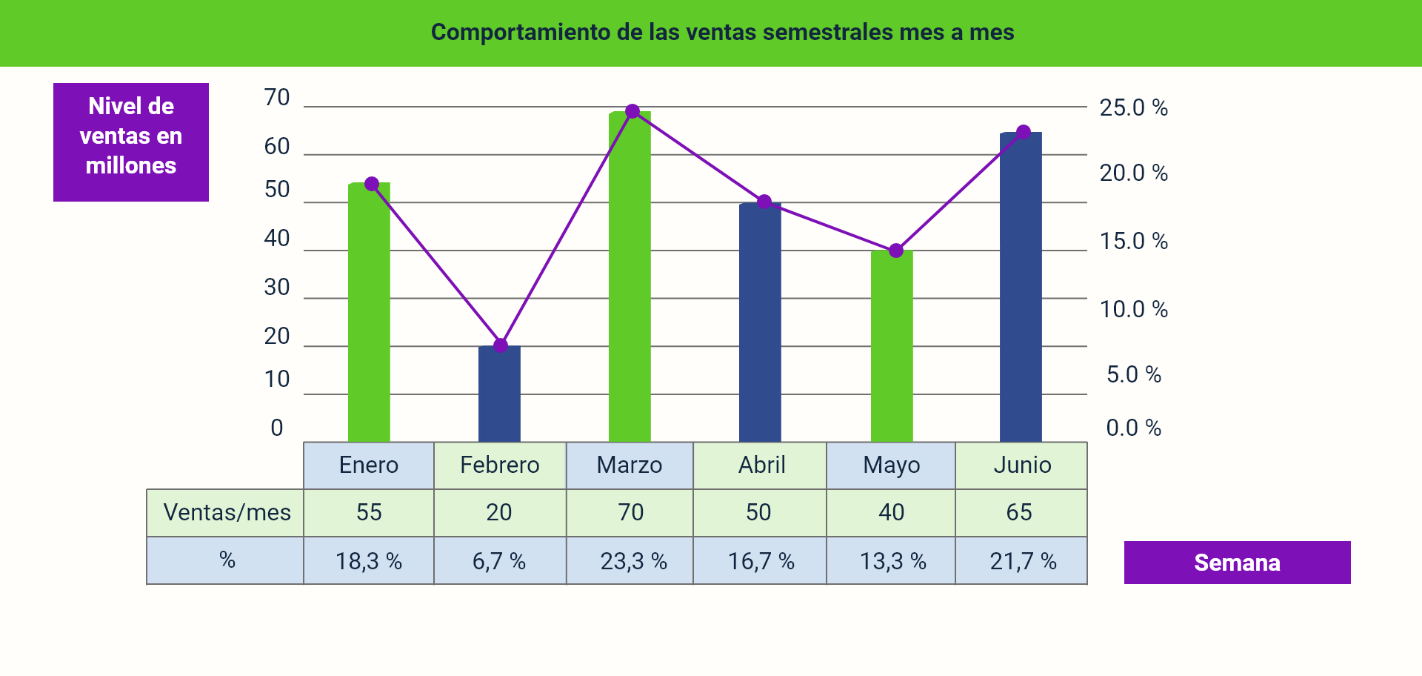 Comportamiento de las ventas semestrales mes a mes
Nivel de
ventas en
millones
70
60
50
40
30
20
10
0
25.0 %
20.0 %
15.0 %
10.0 %
5.0 %
0.0 %
Enero Febrero Marzo Abril Mayo Junio
Ventas/mes 55 20 70 50 40 65
% 18,3 % 6,7 % 23,3 % 16,7 % 13,3 % 21,7 %
Semana